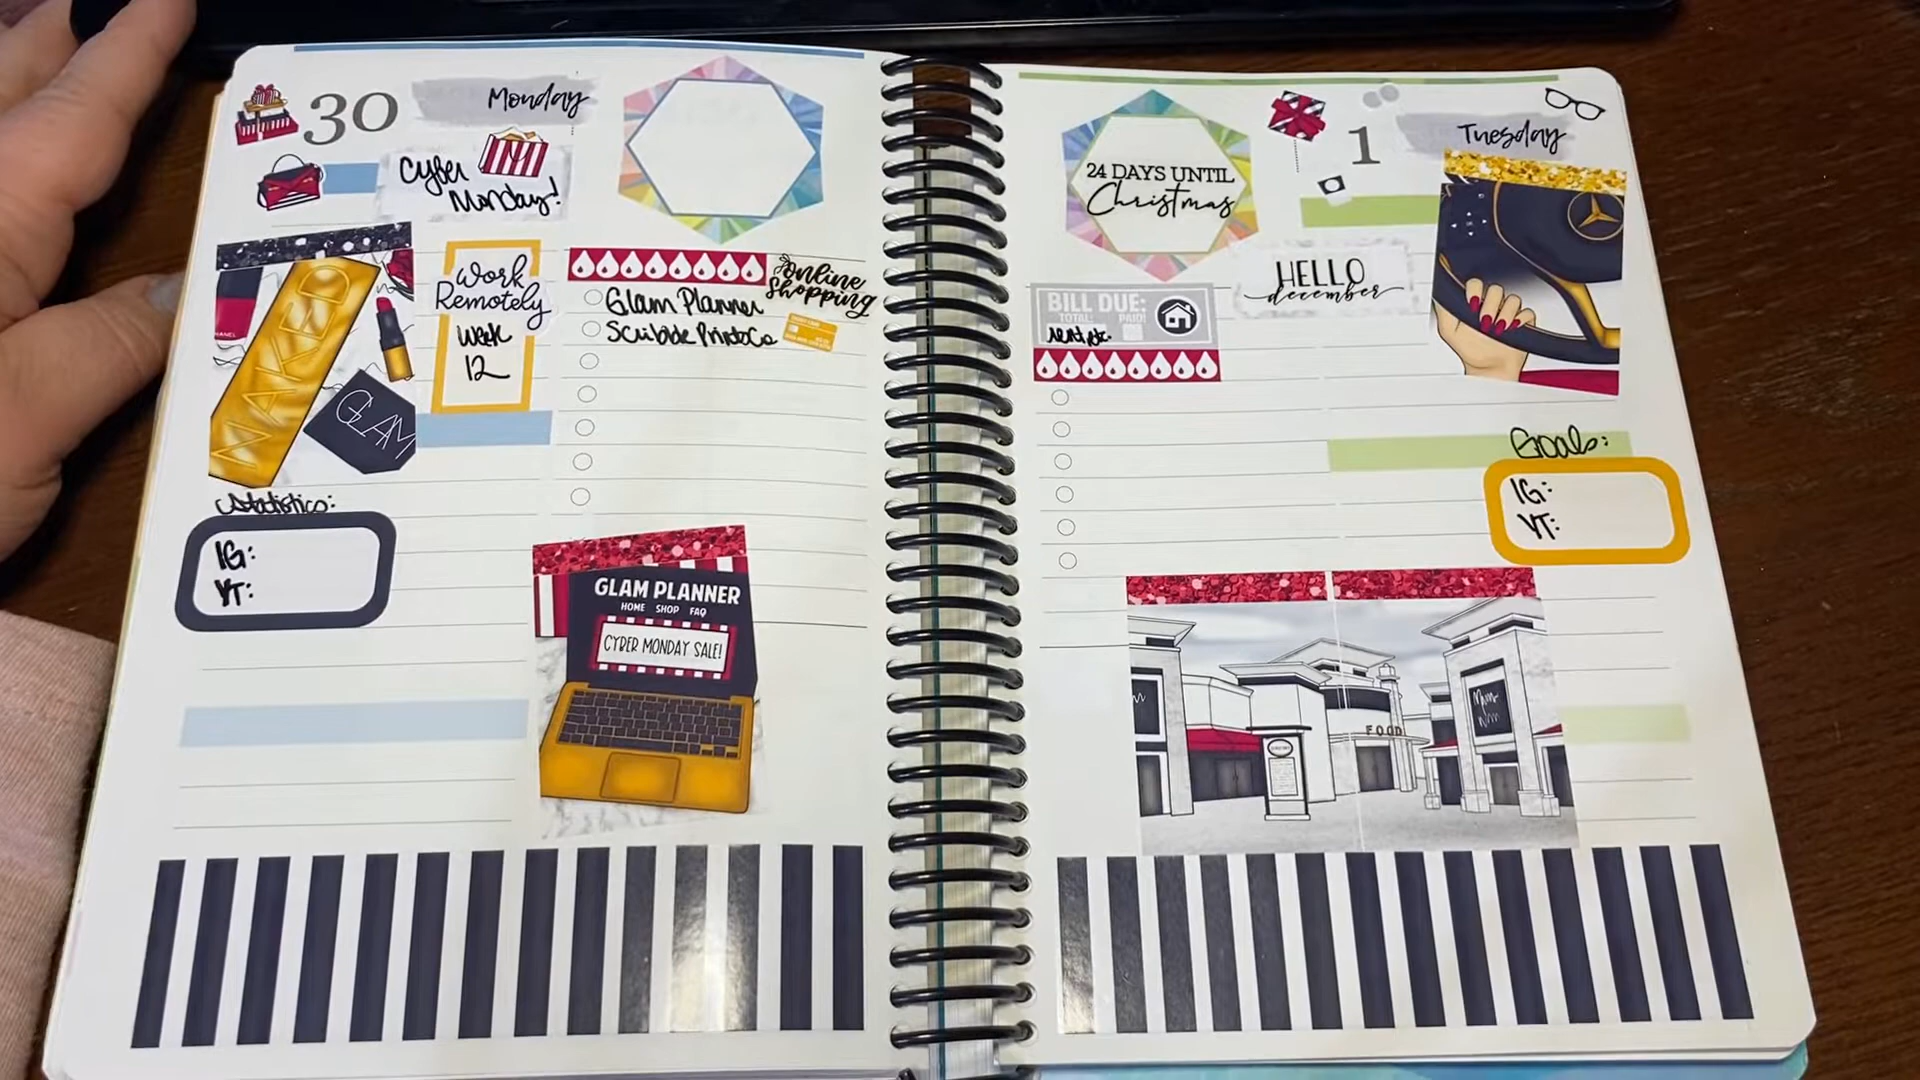 30
Monday
Cyber
Monday!
NAKED
GLAM
Work
Remotely
Week
12
online
shopping
Glam Planner
Scribble PrintsCo
Statistics:
IG:
YT:
GLAM PLANNER
HOME SHOP FAQ
CYBER MONDAY SALE!
24 DAYS UNTIL
Christmas
1
Tuesday
HELLO
december
BILL DUE:
TOTAL: PAID!
Goals:
IG:
YT:
FOOD